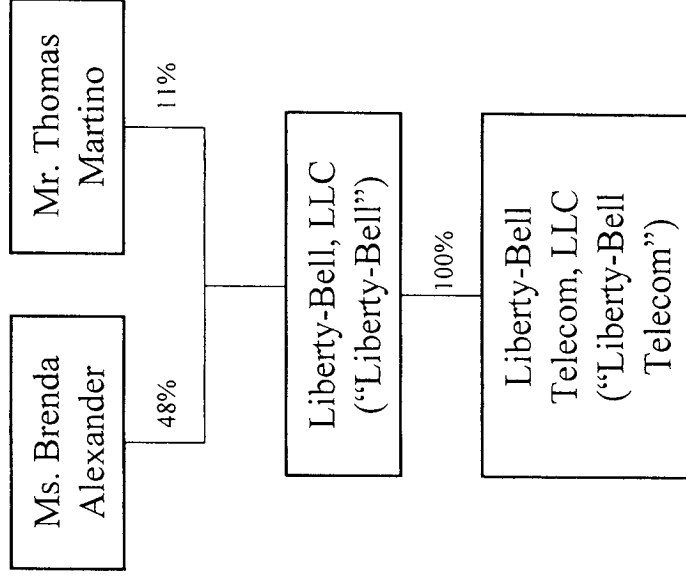 Ms. Brenda
Alexander
Mr. Thomas
Martino
48%
11%
Liberty-Bell, LLC
(“Liberty-Bell”)
100%
Liberty-Bell
Telecom, LLC
(“Liberty-Bell
Telecom”)